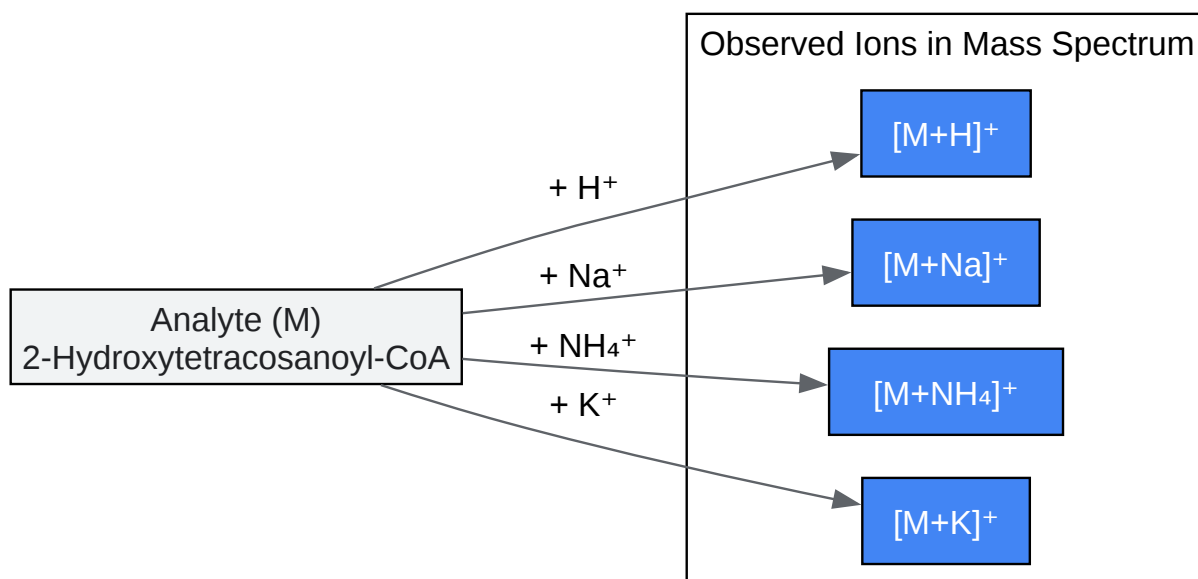 Observed Ions in Mass Spectrum
[M+H]⁺
+ H⁺
[M+Na]⁺
+ Na⁺
Analyte (M)
2-Hydroxytetracosanoyl-CoA
+ NH₄⁺
[M+NH₄]⁺
+ K⁺
[M+K]⁺